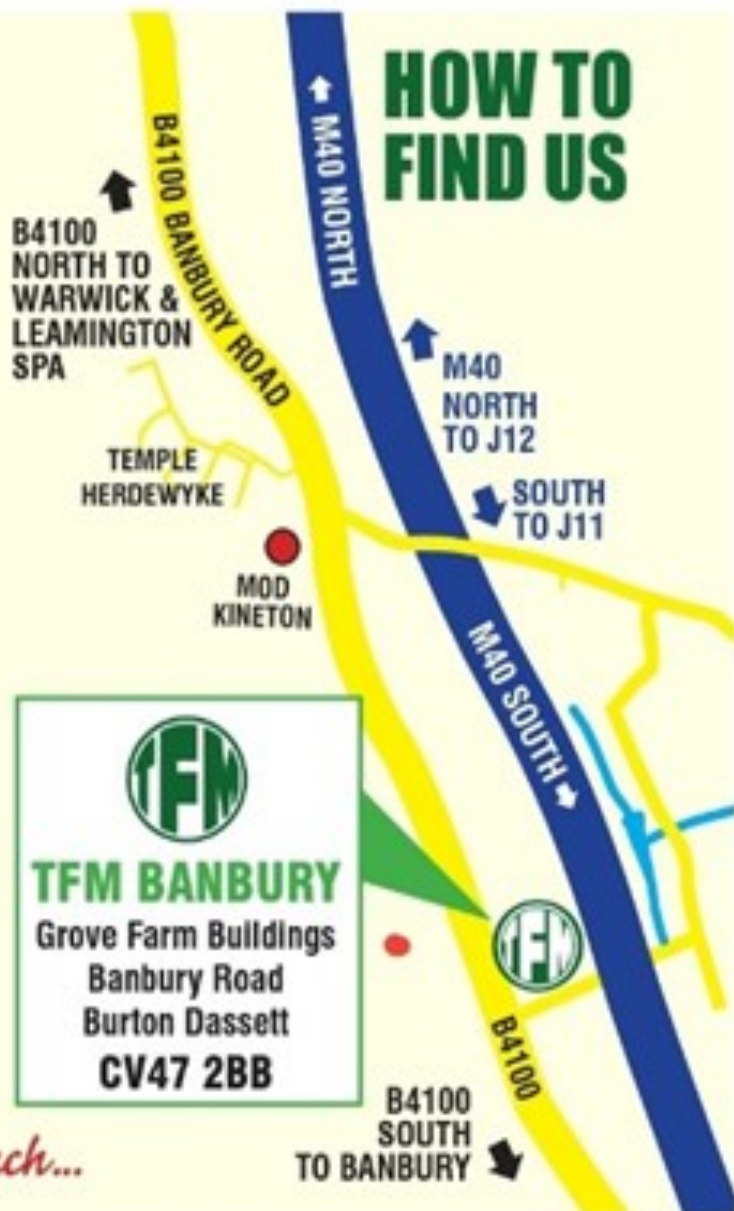 HOW TO
FIND US
B4100 BANBURY ROAD
M40 NORTH
B4100
NORTH TO
WARWICK &
LEAMINGTON
SPA
M40
NORTH
TO J12
TEMPLE
HERDEWYKE
SOUTH
TO J11
MOD
KINETON
M40 SOUTH
TFM
TFM BANBURY
Grove Farm Buildings
Banbury Road
Burton Dassett
CV47 2BB
TFM
B4100
B4100
SOUTH
TO BANBURY